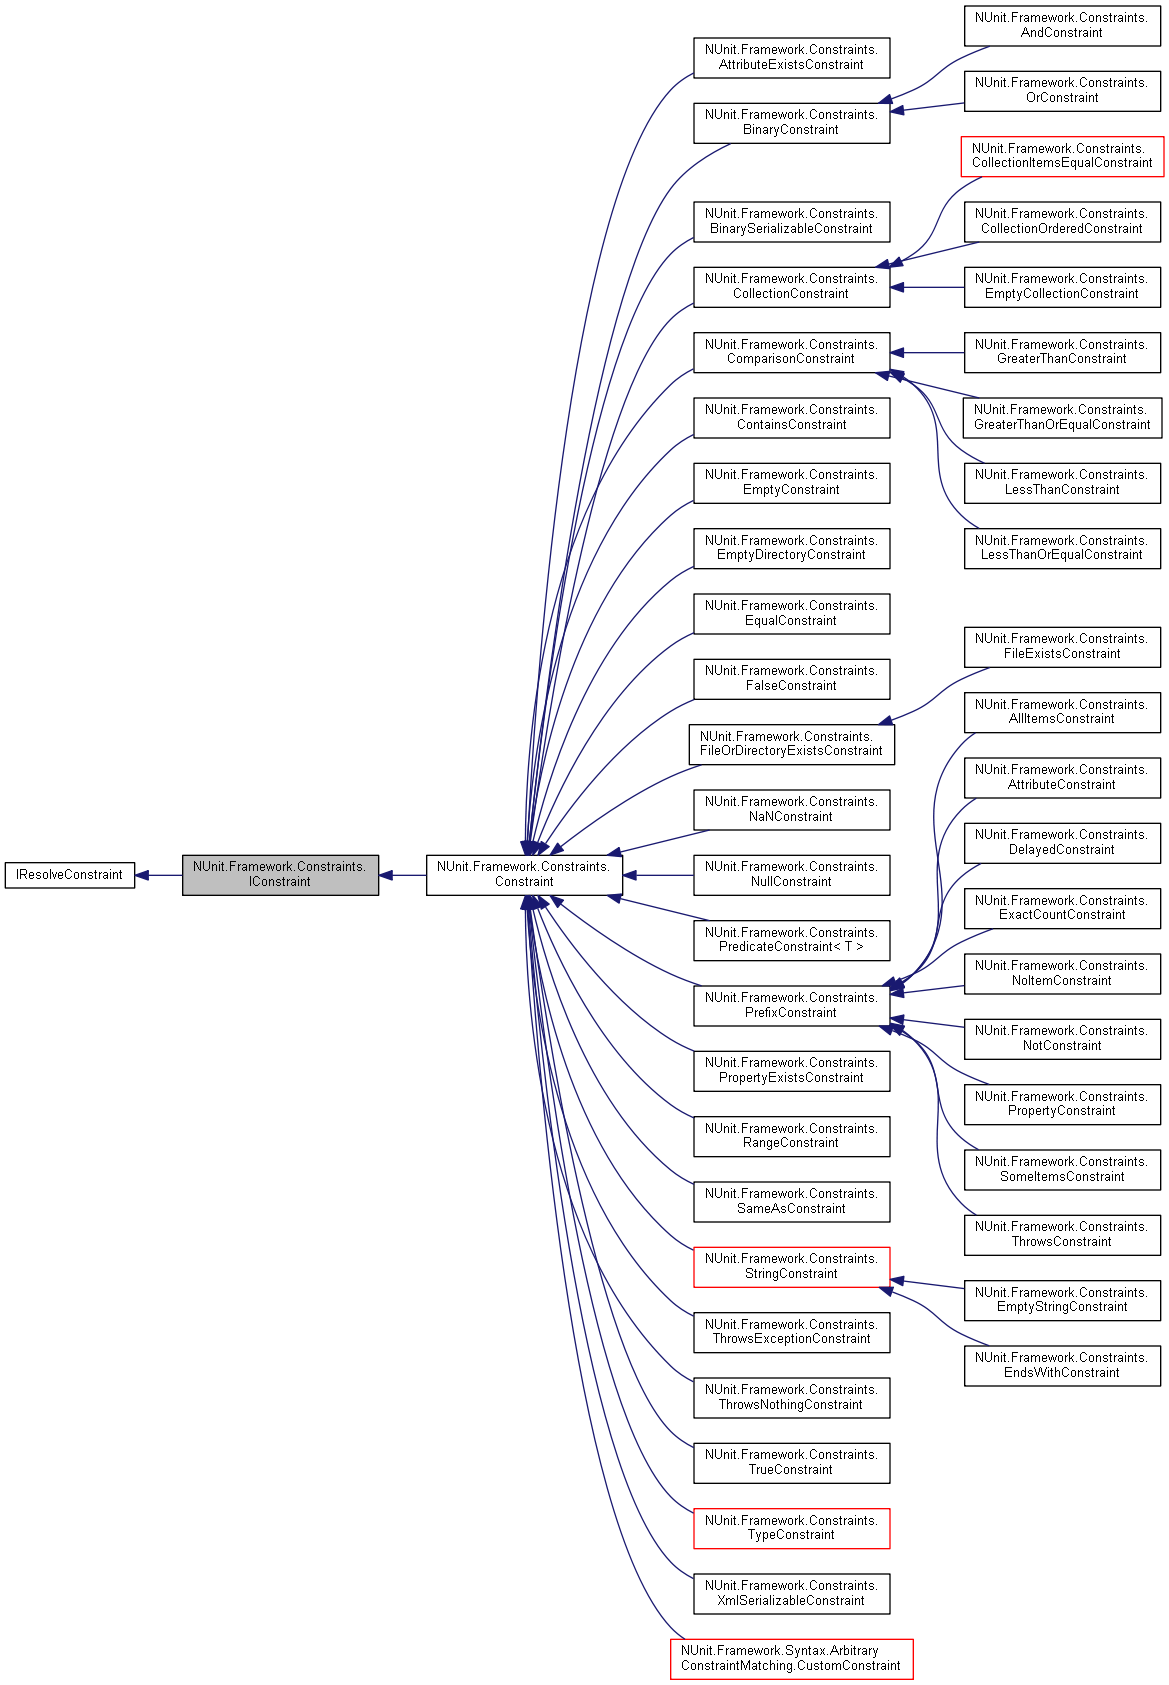 IResolveConstraint
NUnit.Framework.Constraints.
IConstraint
NUnit.Framework.Constraints.
Constraint
NUnit.Framework.Constraints.
AttributeExistsConstraint
NUnit.Framework.Constraints.
BinaryConstraint
NUnit.Framework.Constraints.
BinarySerializableConstraint
NUnit.Framework.Constraints.
CollectionConstraint
NUnit.Framework.Constraints.
ComparisonConstraint
NUnit.Framework.Constraints.
ContainsConstraint
NUnit.Framework.Constraints.
EmptyConstraint
NUnit.Framework.Constraints.
EmptyDirectoryConstraint
NUnit.Framework.Constraints.
EqualConstraint
NUnit.Framework.Constraints.
FalseConstraint
NUnit.Framework.Constraints.
FileOrDirectoryExistsConstraint
NUnit.Framework.Constraints.
NaNConstraint
NUnit.Framework.Constraints.
NullConstraint
NUnit.Framework.Constraints.
PredicateConstraint< T >
NUnit.Framework.Constraints.
PrefixConstraint
NUnit.Framework.Constraints.
PropertyExistsConstraint
NUnit.Framework.Constraints.
RangeConstraint
NUnit.Framework.Constraints.
SameAsConstraint
NUnit.Framework.Constraints.
StringConstraint
NUnit.Framework.Constraints.
ThrowsExceptionConstraint
NUnit.Framework.Constraints.
ThrowsNothingConstraint
NUnit.Framework.Constraints.
TrueConstraint
NUnit.Framework.Constraints.
TypeConstraint
NUnit.Framework.Constraints.
XmlSerializableConstraint
NUnit.Framework.Syntax.Arbitrary
ConstraintMatching.CustomConstraint
NUnit.Framework.Constraints.
AndConstraint
NUnit.Framework.Constraints.
OrConstraint
NUnit.Framework.Constraints.
CollectionItemsEqualConstraint
NUnit.Framework.Constraints.
CollectionOrderedConstraint
NUnit.Framework.Constraints.
EmptyCollectionConstraint
NUnit.Framework.Constraints.
GreaterThanConstraint
NUnit.Framework.Constraints.
GreaterThanOrEqualConstraint
NUnit.Framework.Constraints.
LessThanConstraint
NUnit.Framework.Constraints.
LessThanOrEqualConstraint
NUnit.Framework.Constraints.
FileExistsConstraint
NUnit.Framework.Constraints.
AllItemsConstraint
NUnit.Framework.Constraints.
AttributeConstraint
NUnit.Framework.Constraints.
DelayedConstraint
NUnit.Framework.Constraints.
ExactCountConstraint
NUnit.Framework.Constraints.
NoItemConstraint
NUnit.Framework.Constraints.
NotConstraint
NUnit.Framework.Constraints.
PropertyConstraint
NUnit.Framework.Constraints.
SomeItemsConstraint
NUnit.Framework.Constraints.
ThrowsConstraint
NUnit.Framework.Constraints.
EmptyStringConstraint
NUnit.Framework.Constraints.
EndsWithConstraint